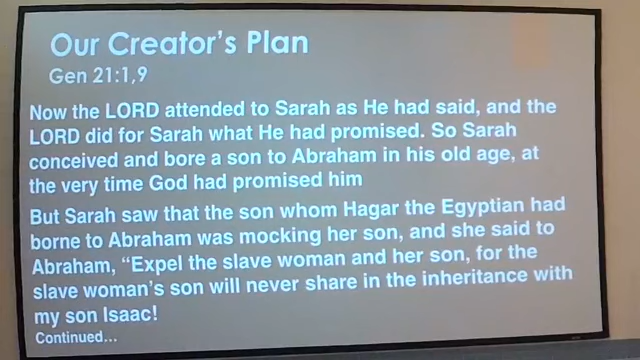 Our Creator's Plan
Gen 21:1,9
Now the LORD attended to Sarah as He had said, and the
LORD did for Sarah what He had promised. So Sarah
conceived and bore a son to Abraham in his old age, at
the very time God had promised him
But Sarah saw that the son whom Hagar the Egyptian had
borne to Abraham was mocking her son, and she said to
Abraham, “Expel the slave woman and her son, for the
slave woman's son will never share in the inheritance with
my son Isaac!
Continued...